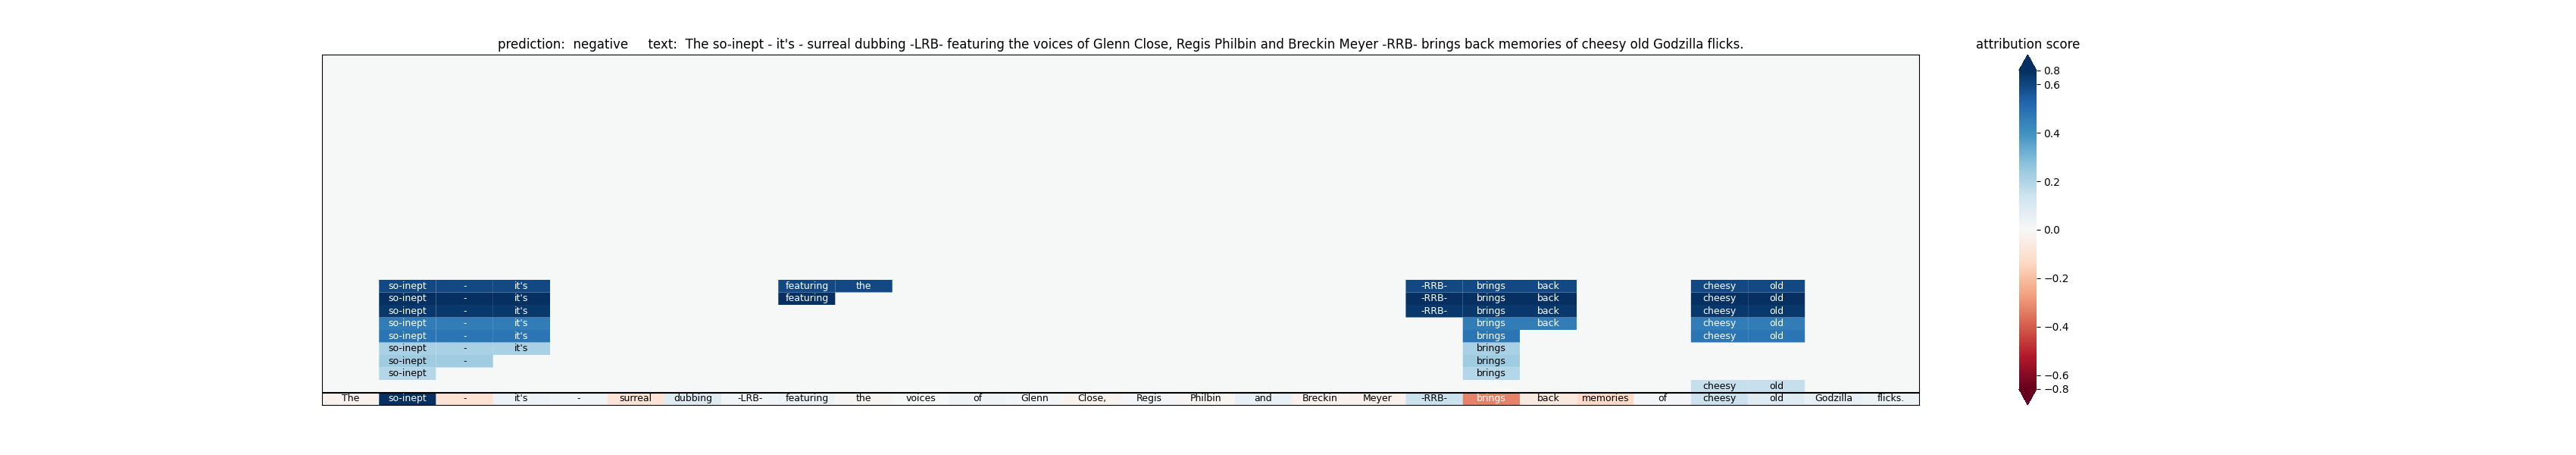 prediction:  negative     text:  The so-inept - it's - surreal dubbing -LRB- featuring the voices of Glenn Close, Regis Philbin and Breckin Meyer -RRB- brings back memories of cheesy old Godzilla flicks.
attribution score
0.8
0.6
0.4
0.2
0.0
−0.2
−0.4
−0.6
−0.8
so-inept - it's featuring the -RRB- brings back cheesy old
so-inept - it's featuring -RRB- brings back cheesy old
so-inept - it's -RRB- brings back cheesy old
so-inept - it's brings back cheesy old
so-inept - it's brings cheesy old
so-inept - it's brings
so-inept - brings
so-inept brings
cheesy old
The so-inept - it's - surreal dubbing -LRB- featuring the voices of Glenn Close, Regis Philbin and Breckin Meyer -RRB- brings back memories of cheesy old Godzilla flicks.